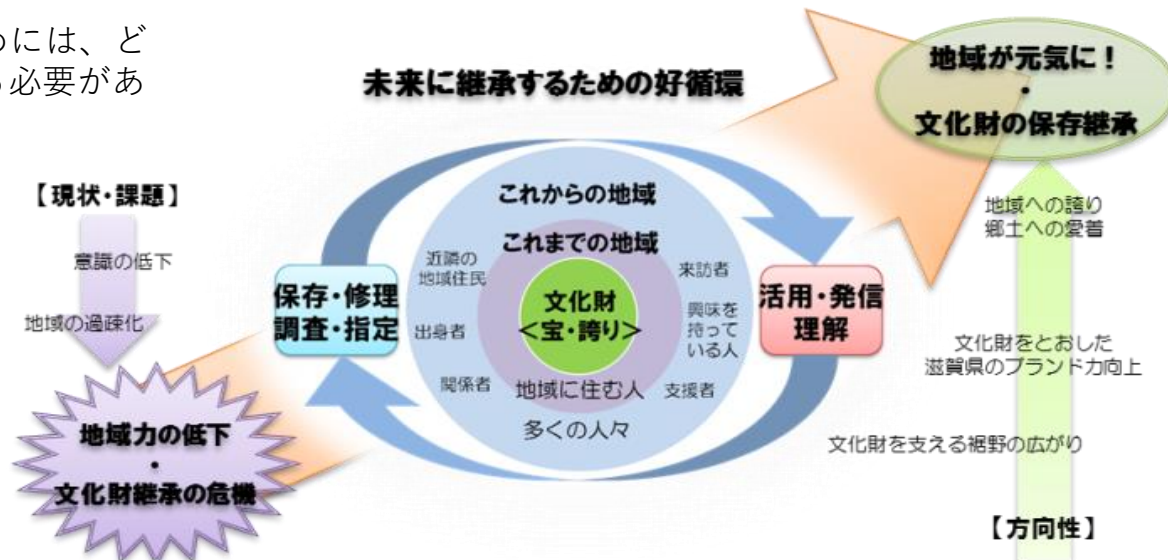 めには、ど
る必要があ
未来に継承するための好循環
地域が元気に！
・
文化財の保存継承
【現状・課題】
意識の低下
地域の過疎化
地域力の低下
・
文化財継承の危機
保存・修理
調査・指定
これからの地域
これまでの地域
文化財
＜宝・誇り＞
近隣の
地域住民
出身者
関係者
来訪者
興味を
持って
いる人
支援者
地域に住む人
多くの人々
活用・発信
理解
地域への誇り
郷土への愛着
文化財をとおした
滋賀県のブランド力向上
文化財を支える裾野の広がり
【方向性】